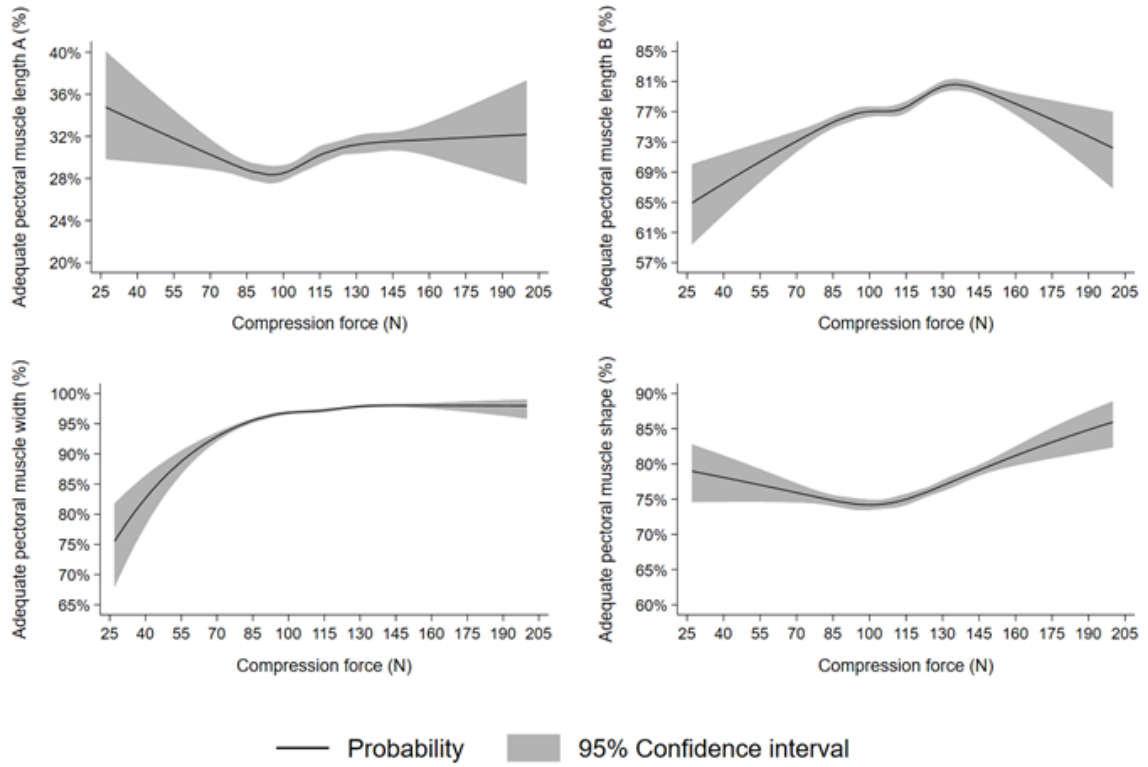 Adequate pectoral muscle length A (%)
40%
36%
32%
28%
24%
20%
25 40 55 70 85 100 115 130 145 160 175 190 205
Compression force (N)
Adequate pectoral muscle length B (%)
85%
81%
77%
73%
69%
65%
61%
57%
25 40 55 70 85 100 115 130 145 160 175 190 205
Compression force (N)
Adequate pectoral muscle width (%)
100%
95%
90%
85%
80%
75%
70%
65%
25 40 55 70 85 100 115 130 145 160 175 190 205
Compression force (N)
Adequate pectoral muscle shape (%)
90%
85%
80%
75%
70%
65%
60%
25 40 55 70 85 100 115 130 145 160 175 190 205
Compression force (N)
Probability 95% Confidence interval